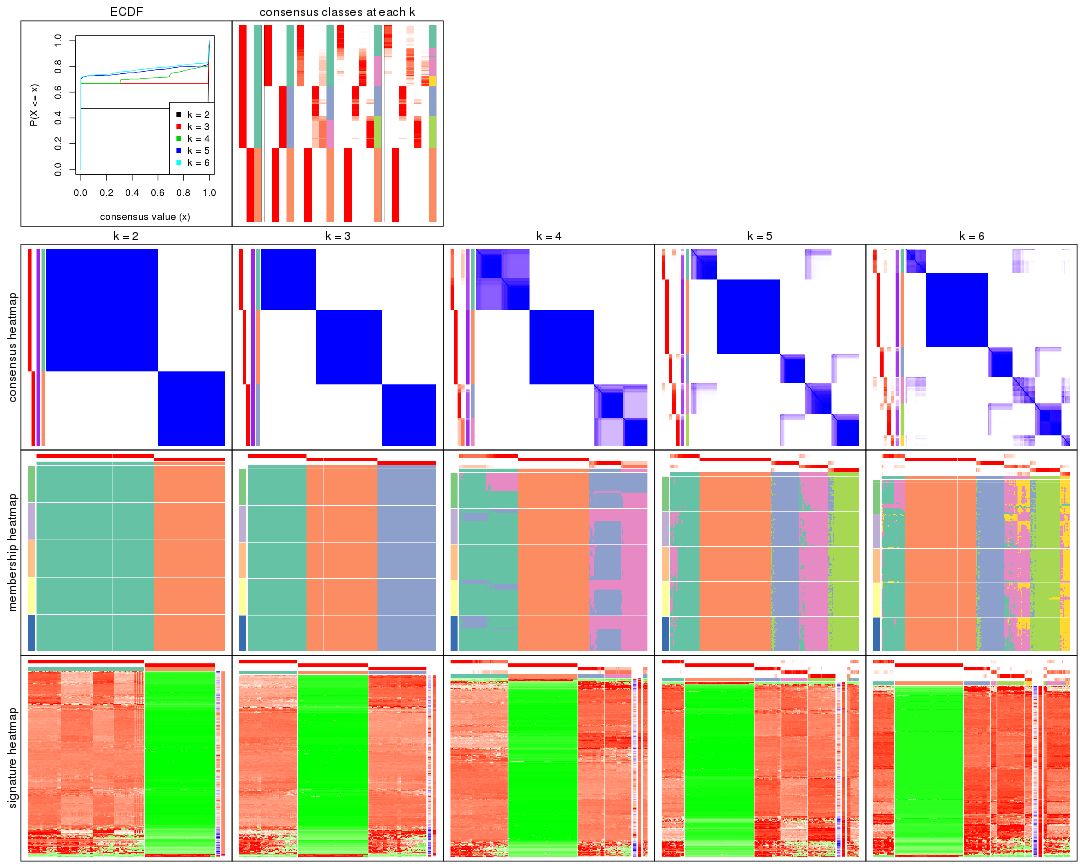 ECDF
consensus classes at each k
P(X <= x)
0.0 0.2 0.4 0.6 0.8 1.0
k = 2
k = 3
k = 4
k = 5
k = 6
0.0 0.2 0.4 0.6 0.8 1.0
consensus value (x)
k = 2
k = 3
k = 4
k = 5
k = 6
consensus heatmap
membership heatmap
signature heatmap